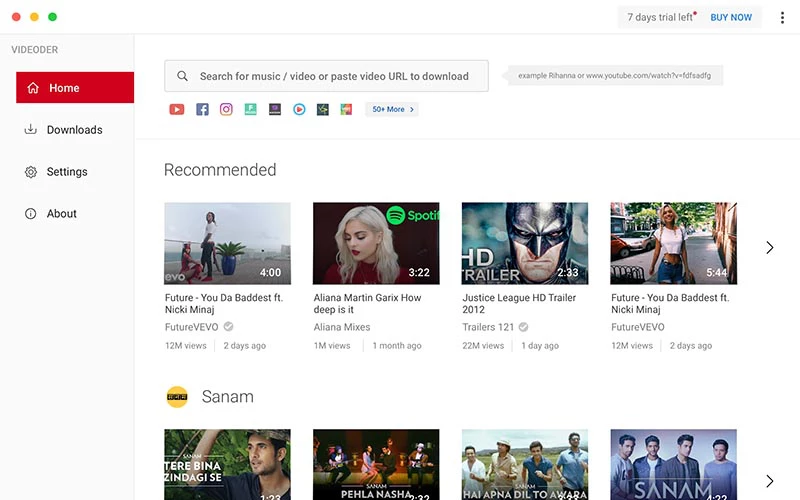 7 days trial left
BUY NOW
VIDEODER
Home
Downloads
Settings
About
Search for music / video or paste video URL to download
example Rihanna or www.youtube.com/watch?v=fdfsadfg
50+ More
Recommended
vevo
4:00
Spotif
3:22
HD
TRAILER
2:33
5:44
Future - You Da Baddest ft.
Nicki Minaj
FutureVEVO
12M views
2 days ago
Aliana Martin Garix How
deep is it
Aliana Mixes
1M views
1 month ago
Justice League HD Trailer
2012
Trailers 121
22M views
1 day ago
Future - You Da Baddest ft.
Nicki Minaj
FutureVEVO
12M views
2 days ago
Sanam
SANAM
TERE BINA
ZINDAGI SE
1:23
SANAM
PEHLA NASHA
2:32
SANAM
HAI APNA DIL TO AWARA
SANAM
4:22